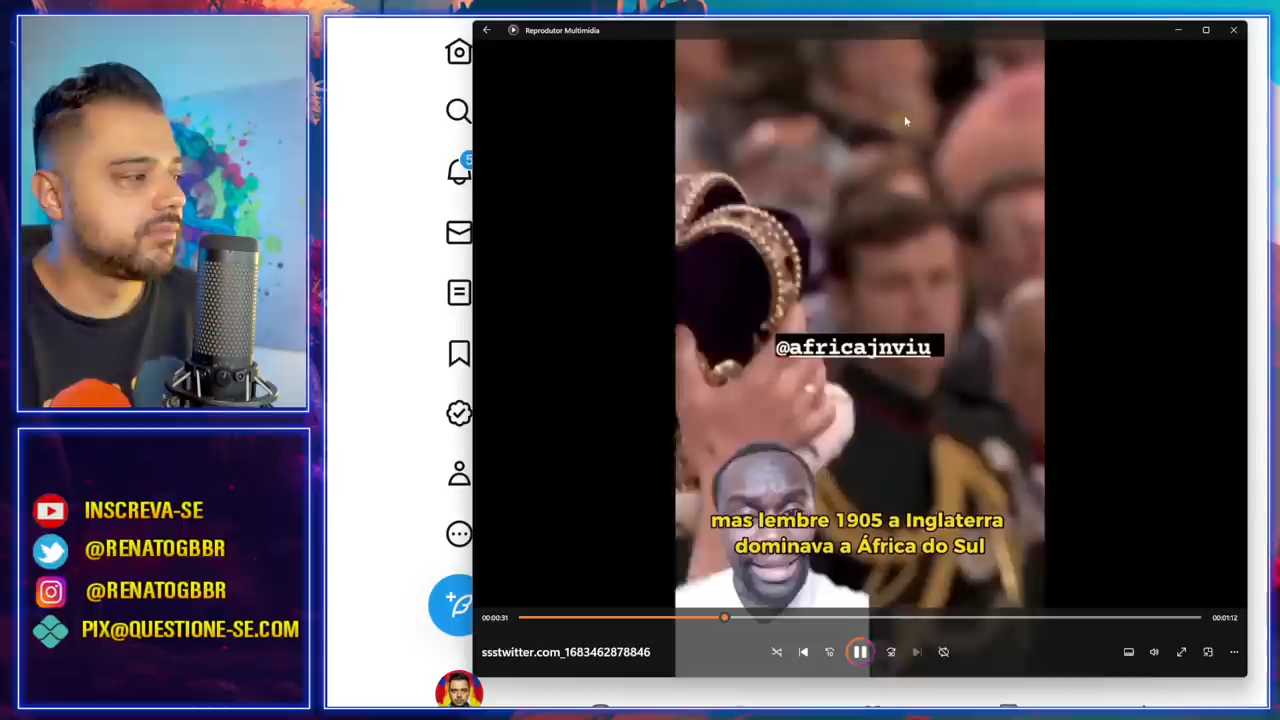 Reprodutor Multimídia
5
@africajnviu
mas lembre 1905 a Inglaterra
dominava a África do Sul
INSCREVA-SE
@RENATOGBBR
@RENATOGBBR
PIX@QUESTIONE-SE.COM
00:00:31
00:01:12
ssstwitter.com_1683462878846